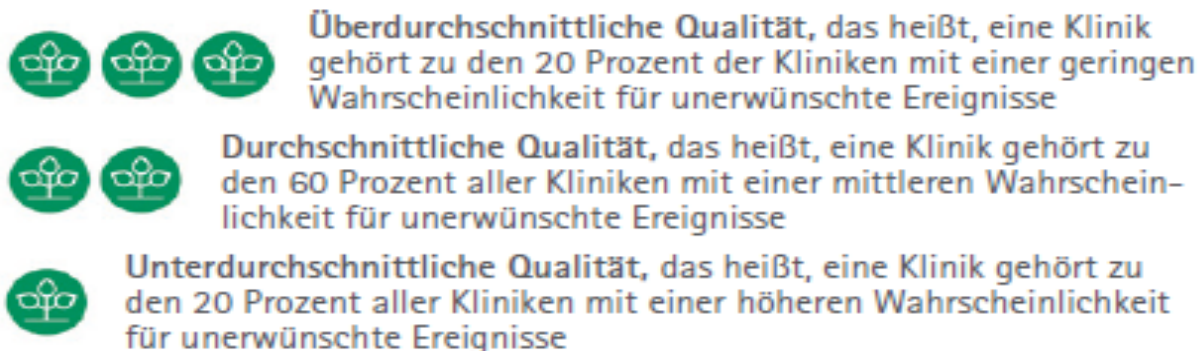 Überdurchschnittliche Qualität, das heißt, eine Klinik
gehört zu den 20 Prozent der Kliniken mit einer geringen
Wahrscheinlichkeit für unerwünschte Ereignisse
Durchschnittliche Qualität, das heißt, eine Klinik gehört zu
den 60 Prozent aller Kliniken mit einer mittleren Wahrschein-
lichkeit für unerwünschte Ereignisse
Unterdurchschnittliche Qualität, das heißt, eine Klinik gehört zu
den 20 Prozent aller Kliniken mit einer höheren Wahrscheinlichkeit
für unerwünschte Ereignisse